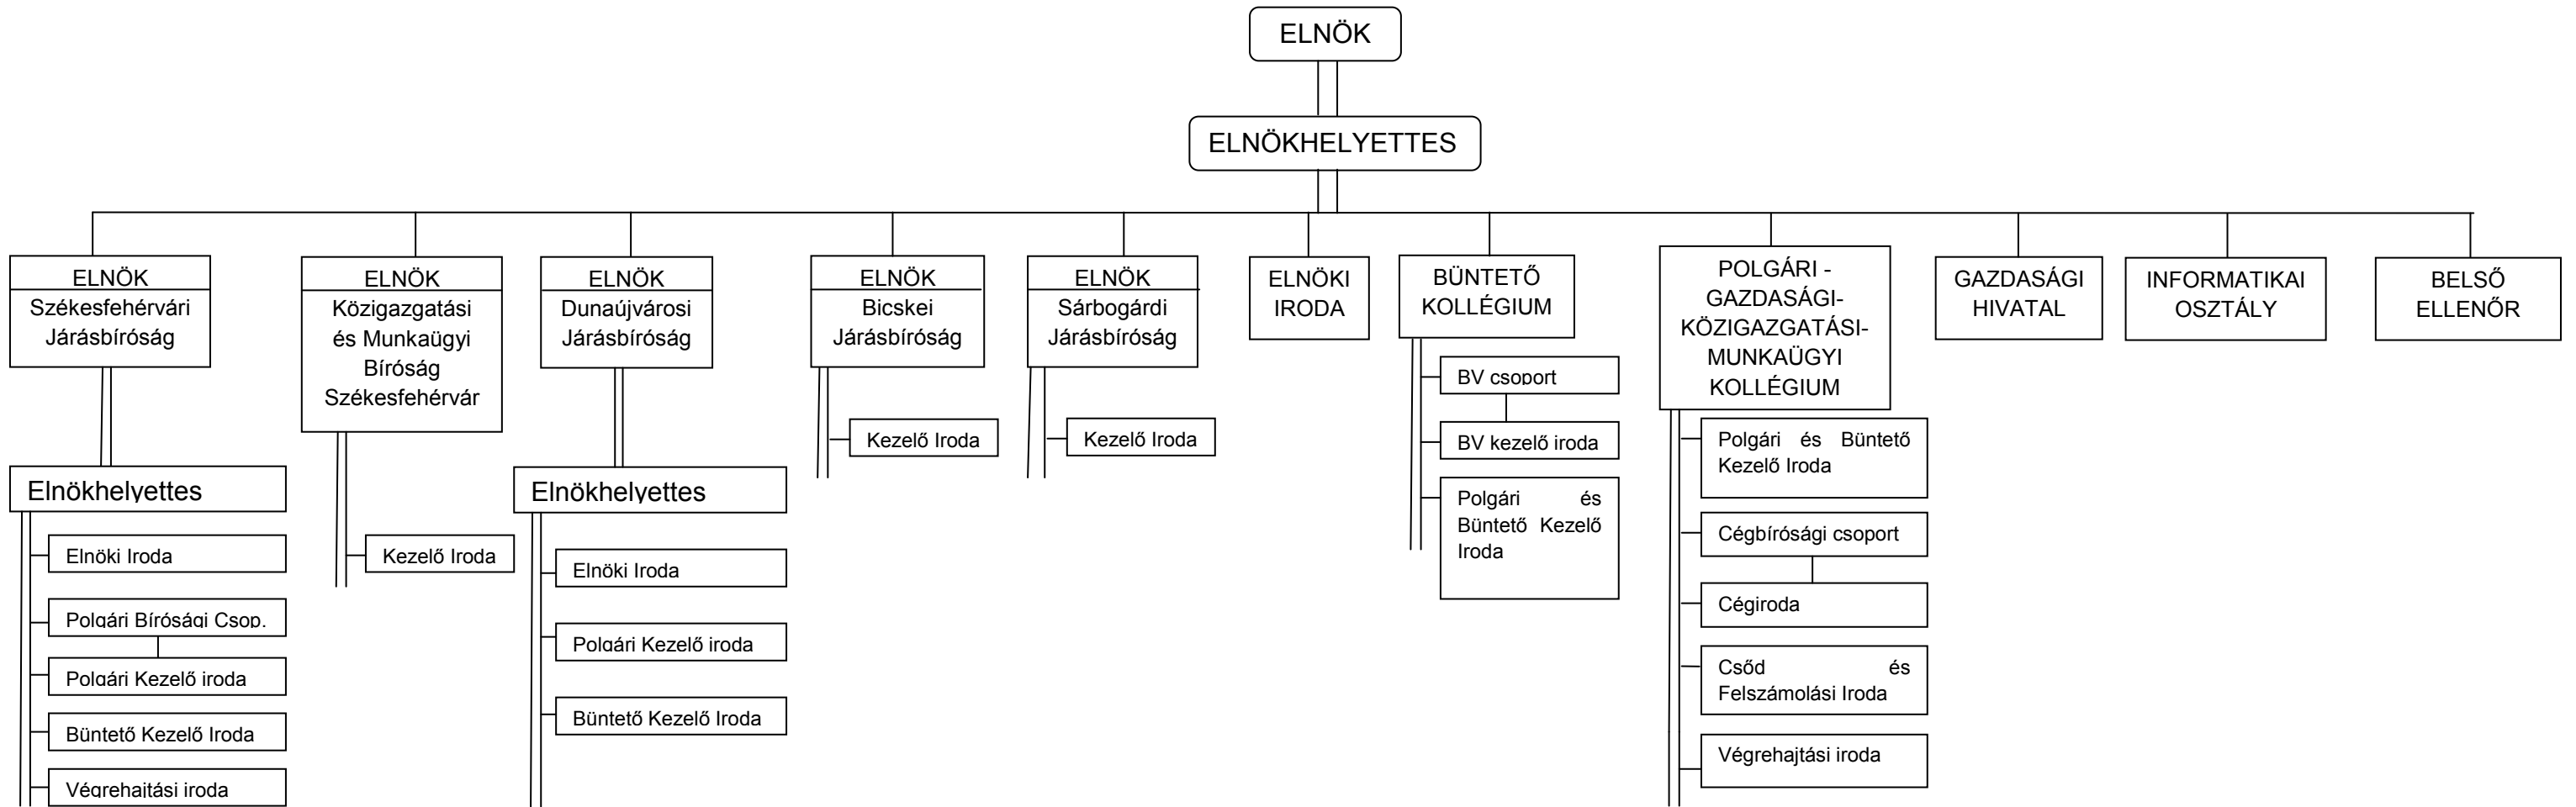 ELNÖK
ELNÖKHELYETTES
ELNÖK
Székesfehérvári
Járásbíróság
Elnökhelyettes
Elnöki Iroda
Polgári Bírósági Csop.
Polgári Kezelő iroda
Büntető Kezelő Iroda
Végrehajtási iroda
ELNÖK
Közigazgatási
és Munkaügyi
Bíróság
Székesfehérvár
Kezelő Iroda
ELNÖK
Dunaújvárosi
Járásbíróság
Elnökhelyettes
Elnöki Iroda
Polgári Kezelő iroda
Büntető Kezelő Iroda
ELNÖK
Bicskei
Járásbíróság
Kezelő Iroda
ELNÖK
Sárbogárdi
Járásbíróság
Kezelő Iroda
ELNÖKI
IRODA
BÜNTETŐ
KOLLÉGIUM
BV csoport
BV kezelő iroda
Polgári és
Büntető Kezelő
Iroda
POLGÁRI -
GAZDASÁGI-
KÖZIGAZGATÁSI-
MUNKAÜGYI
KOLLÉGIUM
Polgári és Büntető
Kezelő Iroda
Cégbírósági csoport
Cégiroda
Csőd és
Felszámolási Iroda
Végrehajtási iroda
GAZDASÁGI
HIVATAL
INFORMATIKAI
OSZTÁLY
BELSŐ
ELLENŐR